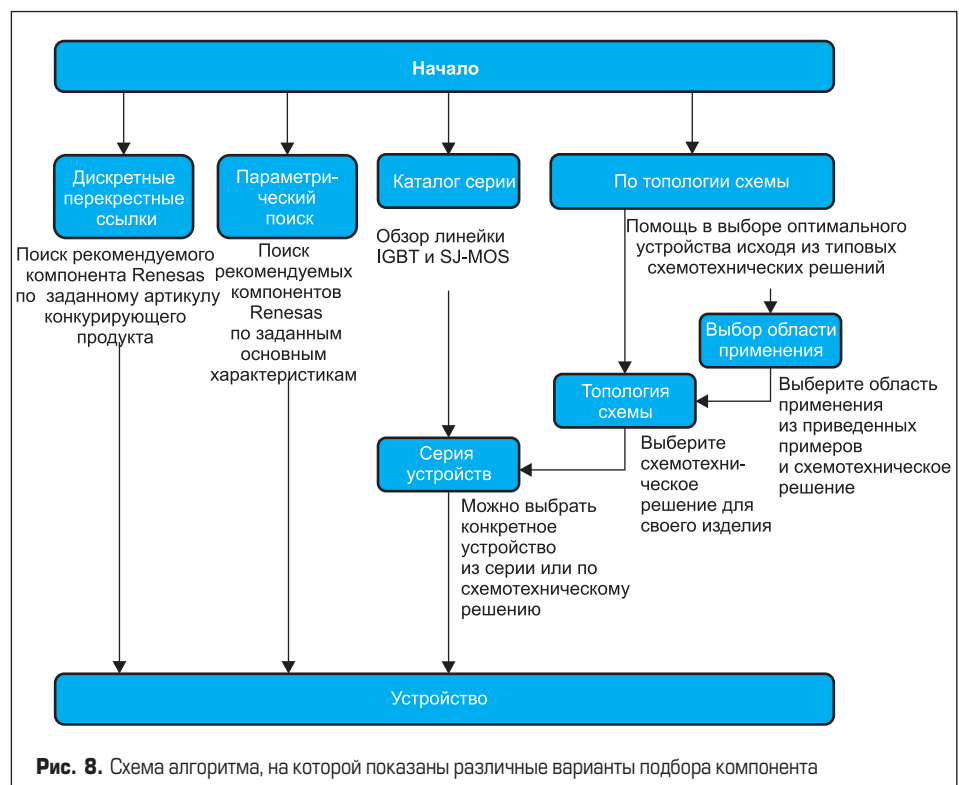 Начало
Дискретные
перекрестные
ссылки
Поиск рекомендуемого
компонента Renesas
по заданному артикулу
конкурирующего
продукта
Параметри-
ческий
поиск
Поиск
рекомендуемых
компонентов
Renesas
по заданным
основным
характеристикам
Каталог серии
Обзор линейки
IGBT и SJ-MOS
По топологии схемы
Помощь в выборе оптимального
устройства исходя из типовых
схемотехнических решений
Выбор области
применения
Выберите область
применения
из приведенных
примеров
и схемотехническое
решение
Топология
схемы
Выберите
схемотехни-
ческое
решение для
своего изделия
Серия
устройств
Можно выбрать
конкретное
устройство
из серии или по
схемотехническому
решению
Устройство
Рис. 8. Схема алгоритма, на которой показаны различные варианты подбора компонента